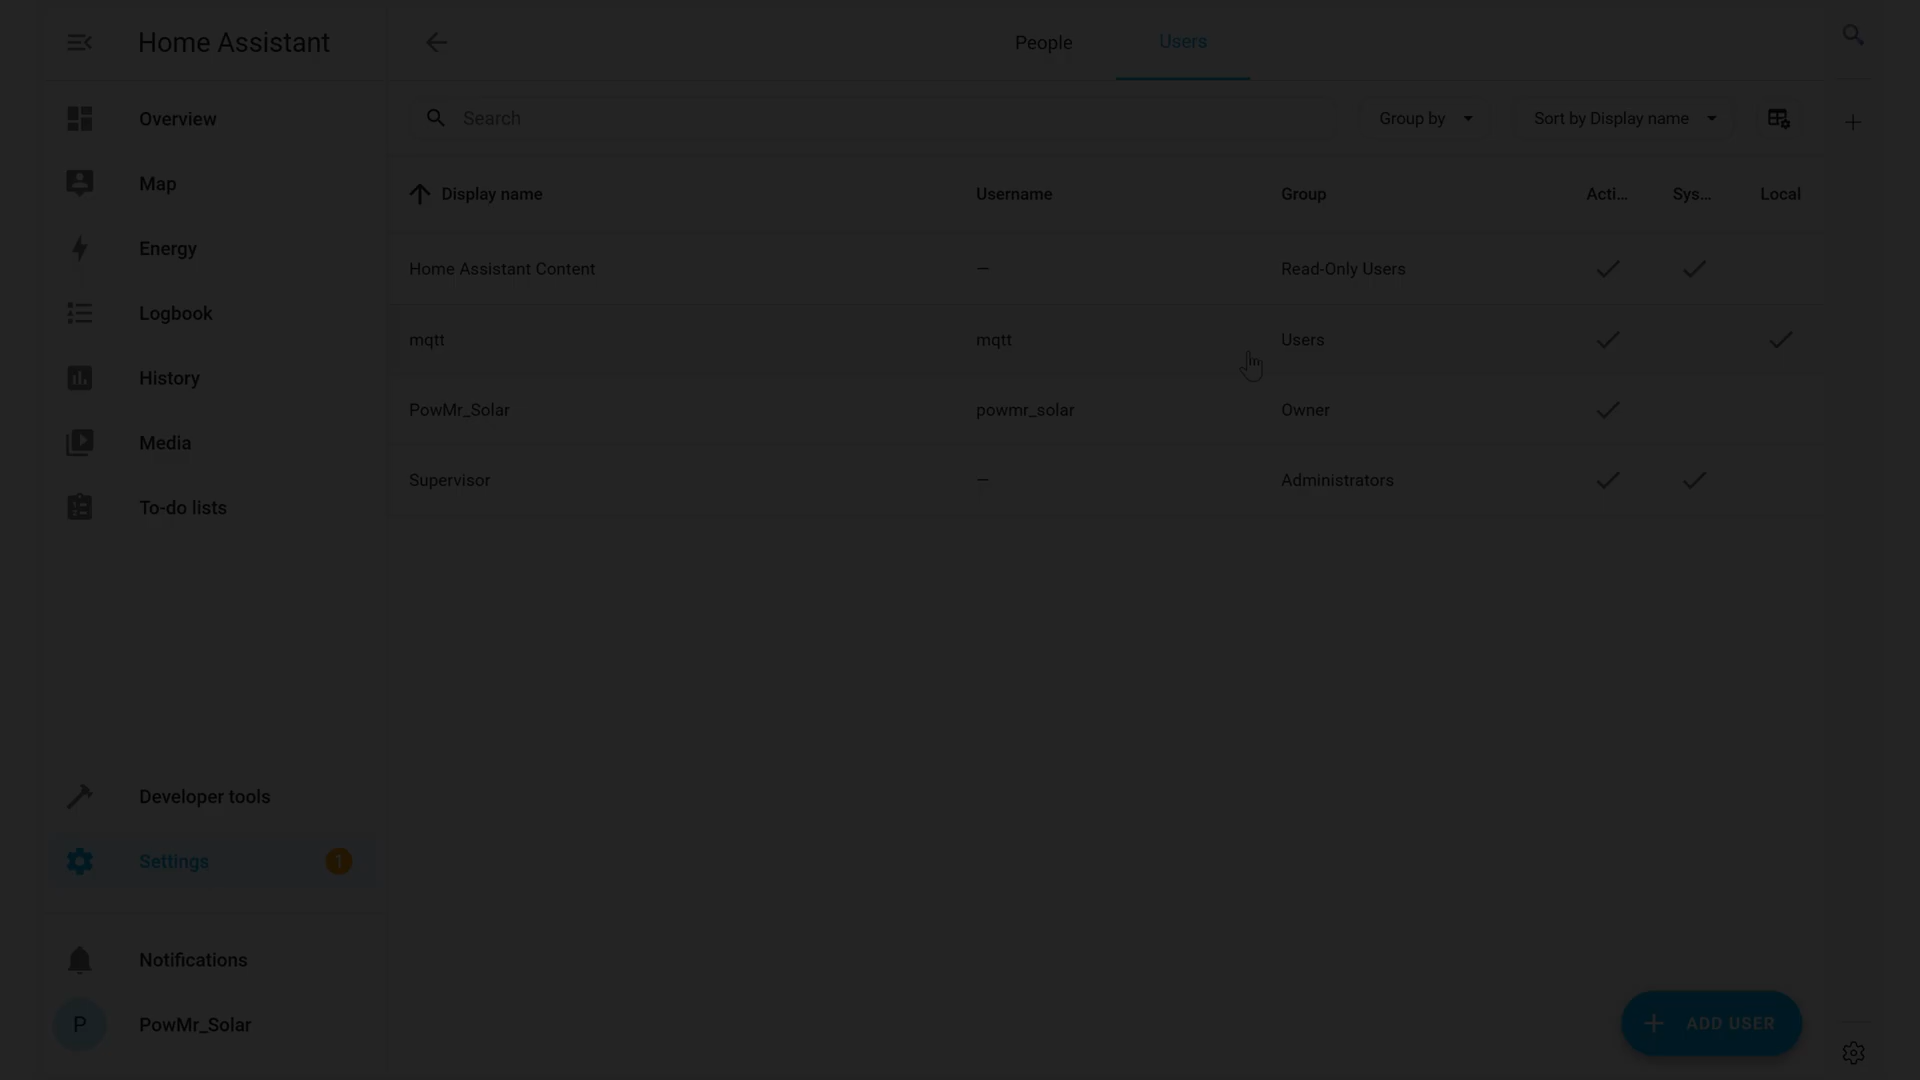 Home Assistant
People
Users
Overview
Search
Group by
Sort by Display name
Map
Display name
Username
Group
Acti...
Sys...
Local
Energy
Home Assistant Content
—
Read-Only Users
Logbook
mqtt
mqtt
Users
History
PowMr_Solar
powmr_solar
Owner
Media
Supervisor
—
Administrators
To-do lists
Developer tools
Settings
1
Notifications
P
PowMr_Solar
ADD USER